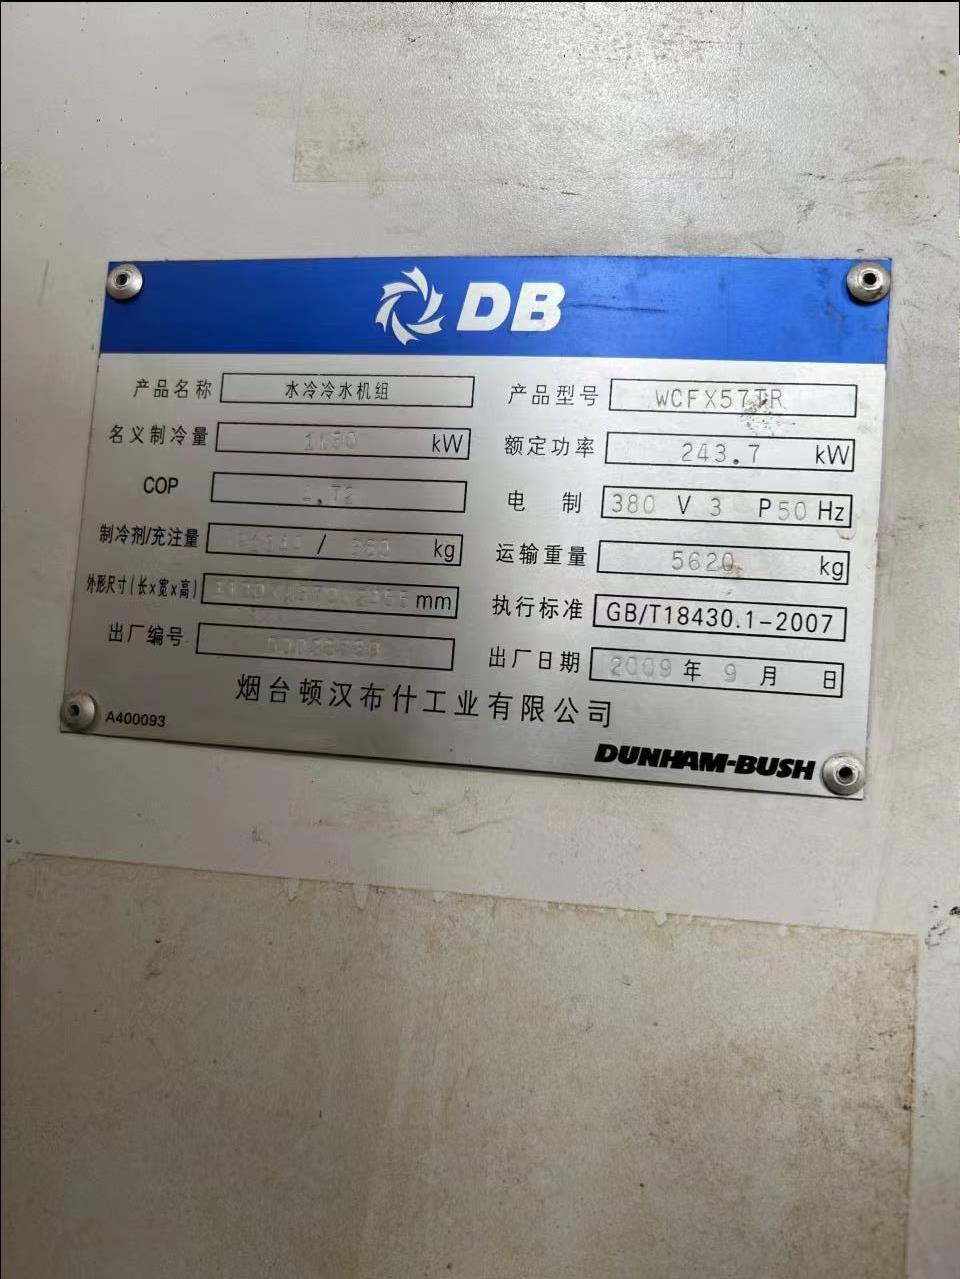 DB
产品名称 水冷冷水机组 产品型号 WCFX57TR
名义制冷量 kW 额定功率 243.7 kW
COP 电制 380 V 3 P 50 Hz
制冷剂/充注量 / kg 运输重量 5620 kg
外形尺寸(长x宽x高) mm 执行标准 GB/T18430.1-2007
出厂编号 出厂日期 2009 年 9 月 日
烟台顿汉布什工业有限公司
A400093
DUNHAM-BUSH